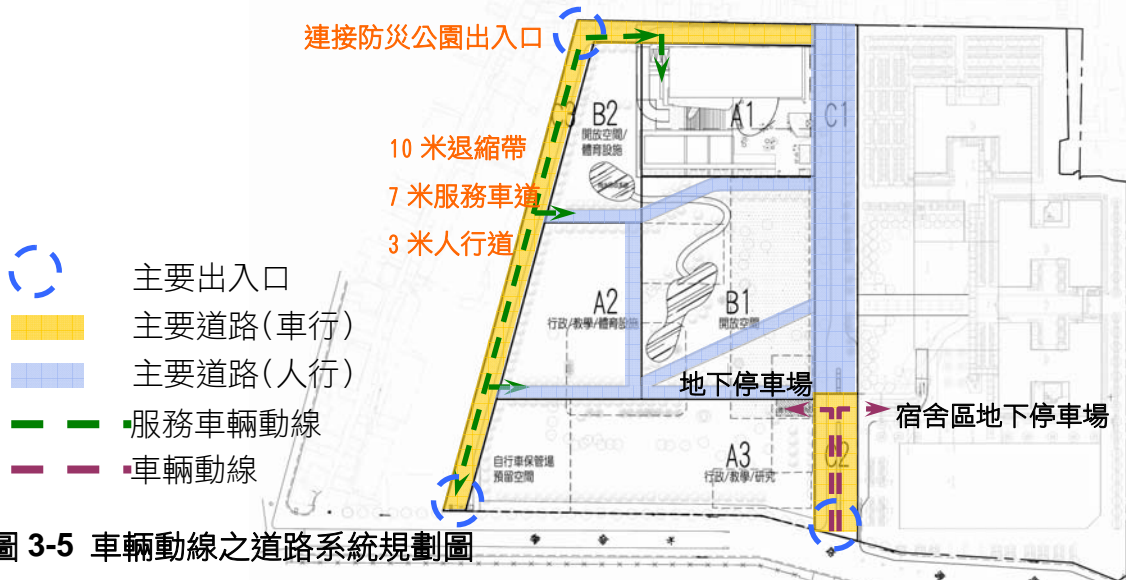 連接防災公園出入口
C3
B2
開放空間/
體育設施
A1
C1
10 米退縮帶
7 米服務車道
3 米人行道
主要出入口
主要道路(車行)
主要道路(人行)
服務車輛動線
車輛動線
A2
行政/教學/體育設施
B1
開放空間
地下停車場
宿舍區地下停車場
自行車保管場
預留空間
A3
行政/教學/研究
C2
圖 3-5 車輛動線之道路系統規劃圖